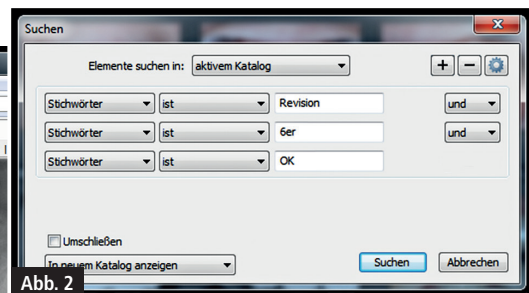 Suchen
Elemente suchen in: aktivem Katalog
Stichwörter ist Revision und
Stichwörter ist 6er und
Stichwörter ist OK
Umschließen
In neuem Katalog anzeigen Suchen Abbrechen
Abb. 2